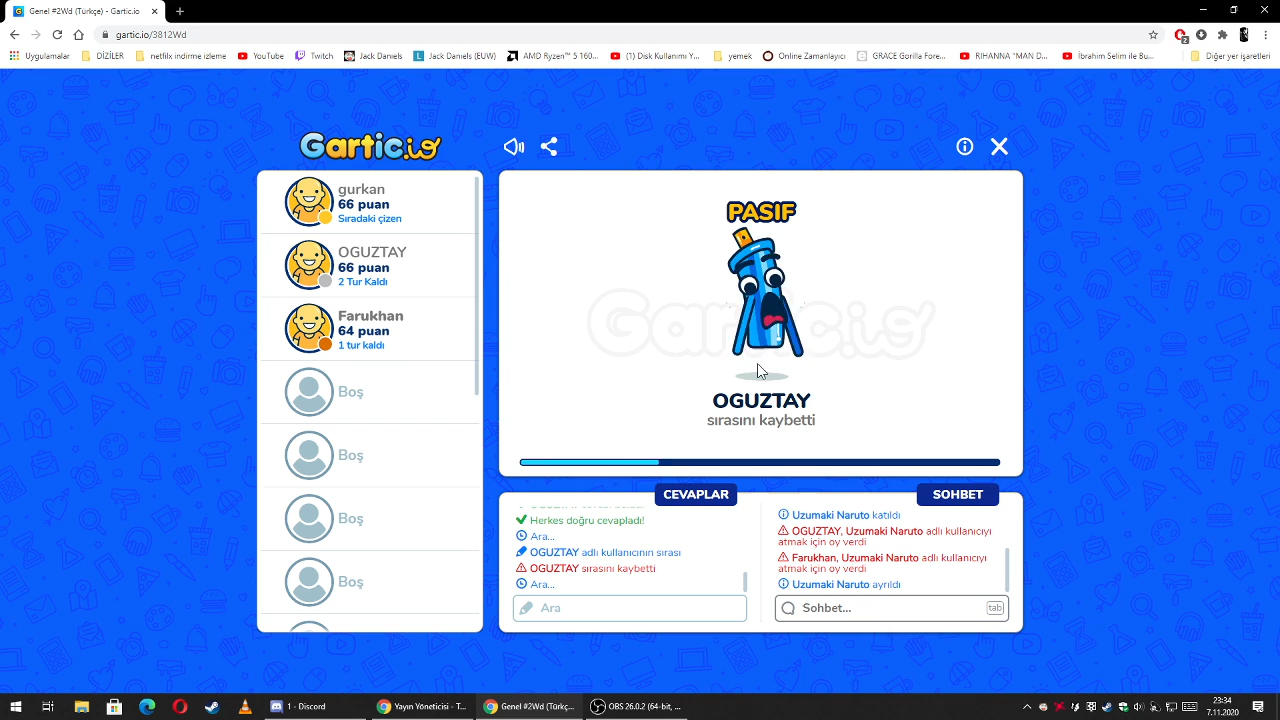 Genel #2Wd (Türkçe) - Gartic.io
gartic.io/3812Wd
Uygulamalar
DİZİLER
netflix indirme izleme
YouTube
Twitch
Jack Daniels
Jack Daniels (EUW)
AMD Ryzen™ 5 160...
(1) Disk Kullanımı Y...
yemek
Online Zamanlayıcı
GRACE Gorilla Fore...
RIHANNA "MAN D...
İbrahim Selim ile Bu...
Diğer yer işaretleri
Gartic.io
gurkan
66 puan
Sıradaki çizen
OGUZTAY
66 puan
2 Tur Kaldı
Farukhan
64 puan
1 tur kaldı
Boş
Boş
Boş
Boş
PASIF
Gartic.io
OGUZTAY
sırasını kaybetti
CEVAPLAR
Herkes doğru cevapladı!
Ara...
OGUZTAY adlı kullanıcının sırası
OGUZTAY sırasını kaybetti
Ara...
Ara
SOHBET
Uzumaki Naruto katıldı
OGUZTAY, Uzumaki Naruto adlı kullanıcıyı
atmak için oy verdi
Farukhan, Uzumaki Naruto adlı kullanıcıyı
atmak için oy verdi
Uzumaki Naruto ayrıldı
Sohbet...
tab
1 - Discord
Yayın Yöneticisi - T...
Genel #2Wd (Türkç...
OBS 26.0.2 (64-bit, ...
23:34
7.11.2020